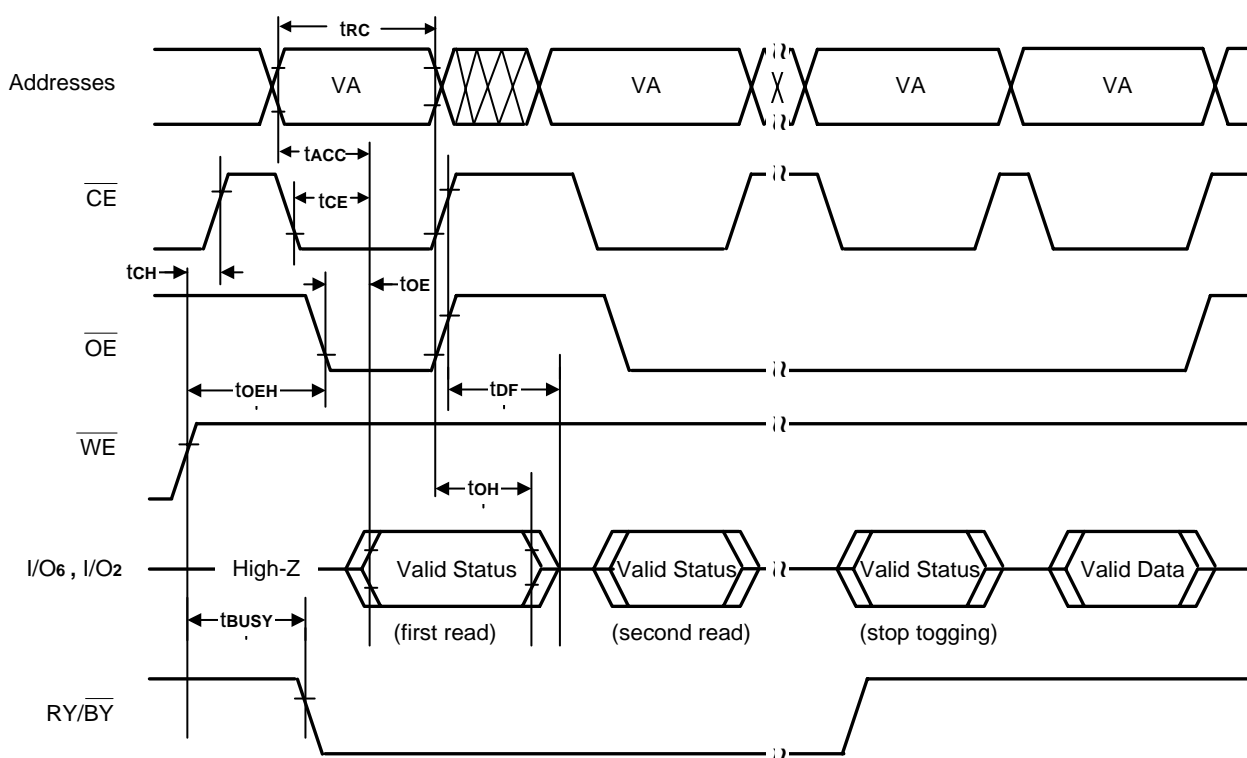 tRC
Addresses VA VA VA VA
tACC
CE tCE
tCH tOE
OE
tOEH tDF
WE
tOH
I/O6 , I/O2 High-Z Valid Status Valid Status Valid Status Valid Data
tBUSY (first read) (second read) (stop togging)
RY/BY